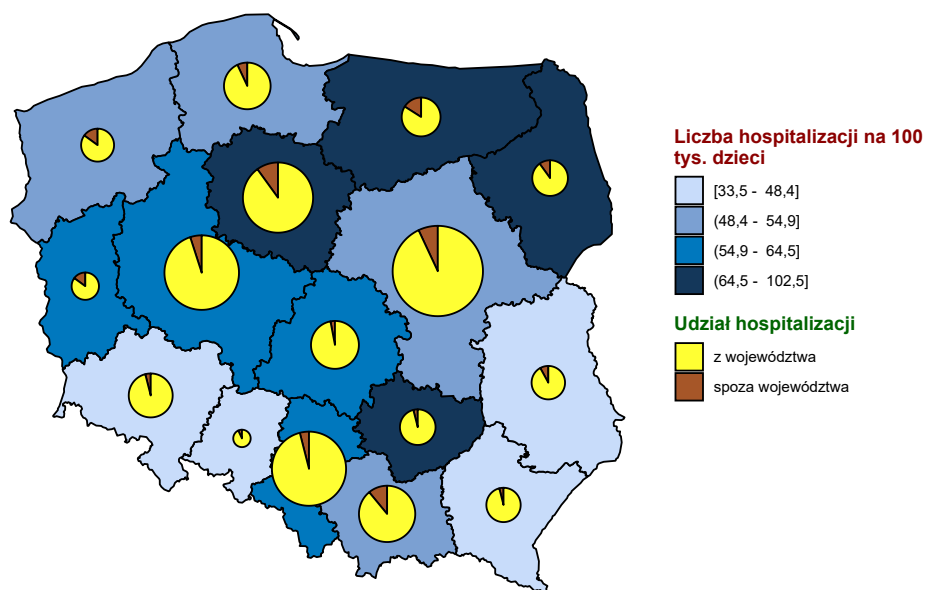 Liczba hospitalizacji na 100
tys. dzieci
[33,5 - 48,4]
(48,4 - 54,9]
(54,9 - 64,5]
(64,5 - 102,5]
Udział hospitalizacji
z województwa
spoza województwa